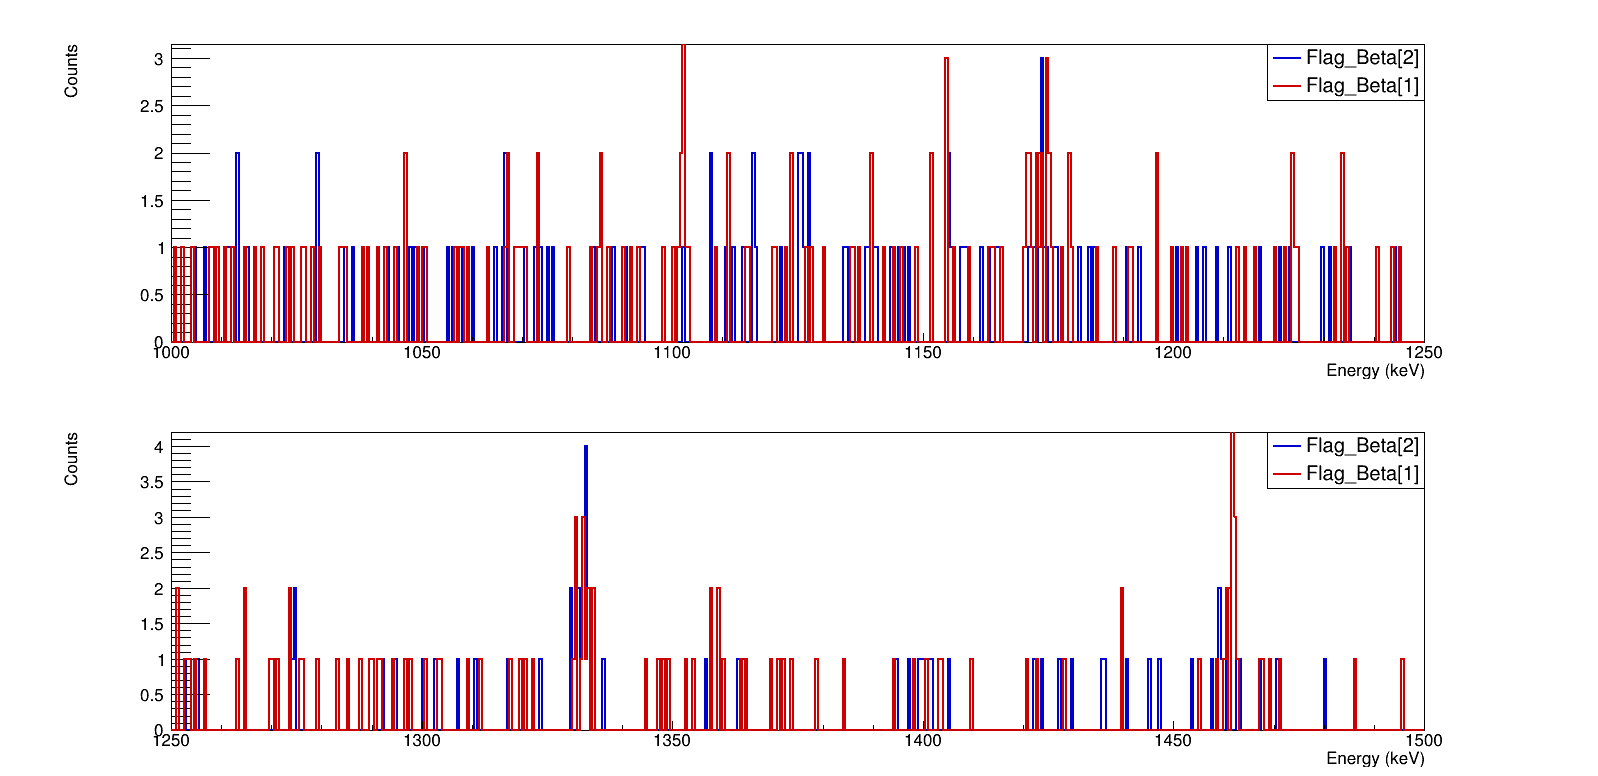 Counts
3
2.5
2
1.5
1
0.5
0
Flag_Beta[2]
Flag_Beta[1]
1000 1050 1100 1150 1200 1250
Energy (keV)
Counts
4
3.5
3
2.5
2
1.5
1
0.5
0
Flag_Beta[2]
Flag_Beta[1]
1250 1300 1350 1400 1450 1500
Energy (keV)